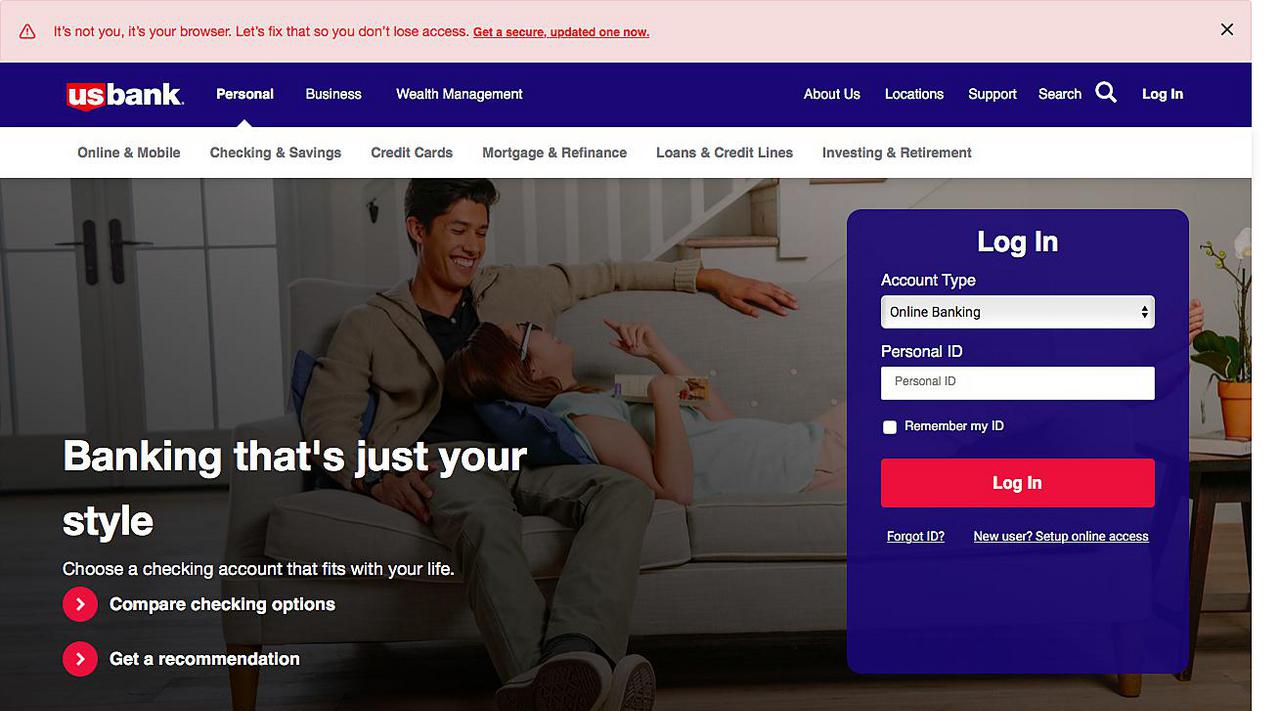 It's not you, it's your browser. Let's fix that so you don't lose access. Get a secure, updated one now.
usbank. Personal Business Wealth Management About Us Locations Support Search Log In
Online & Mobile Checking & Savings Credit Cards Mortgage & Refinance Loans & Credit Lines Investing & Retirement
Log In
Account Type
Online Banking
Personal ID
Personal ID
Remember my ID
Log In
Forgot ID? New user? Setup online access
Banking that's just your
style
Choose a checking account that fits with your life.
Compare checking options
Get a recommendation